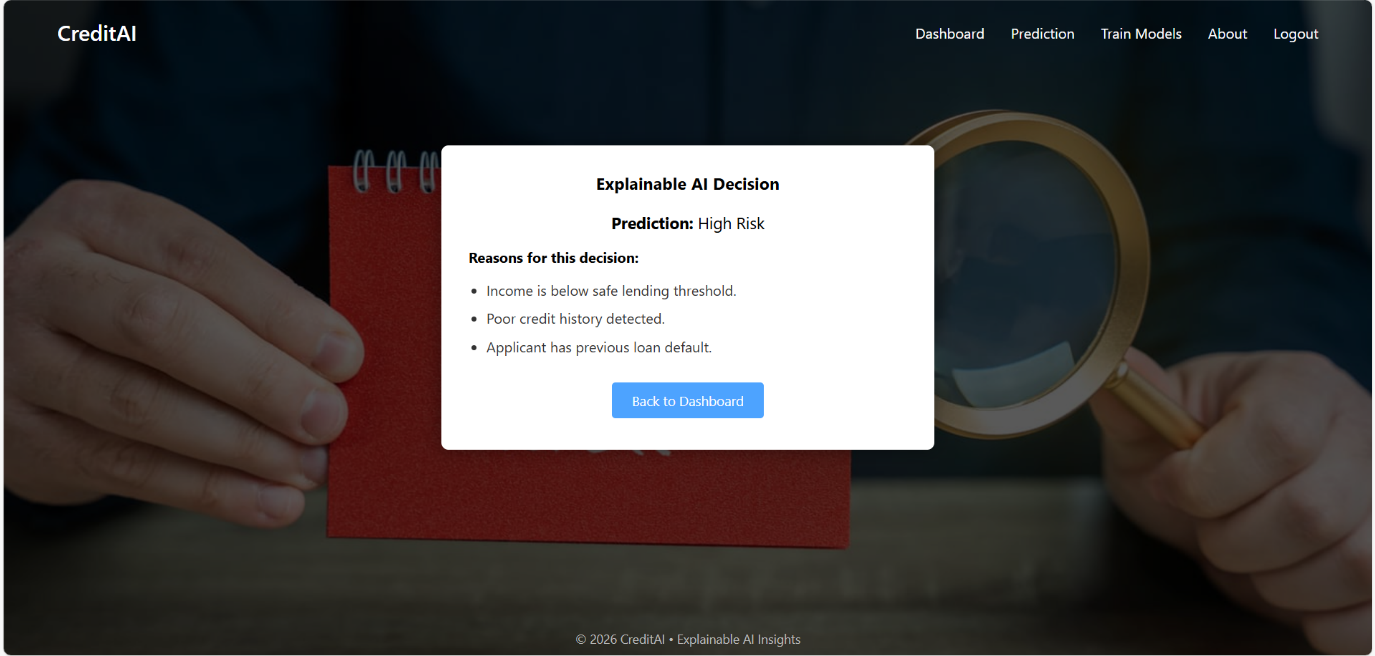 CreditAI
Dashboard Prediction Train Models About Logout
Explainable AI Decision
Prediction: High Risk
Reasons for this decision:
• Income is below safe lending threshold.
• Poor credit history detected.
• Applicant has previous loan default.
Back to Dashboard
© 2026 CreditAI • Explainable AI Insights